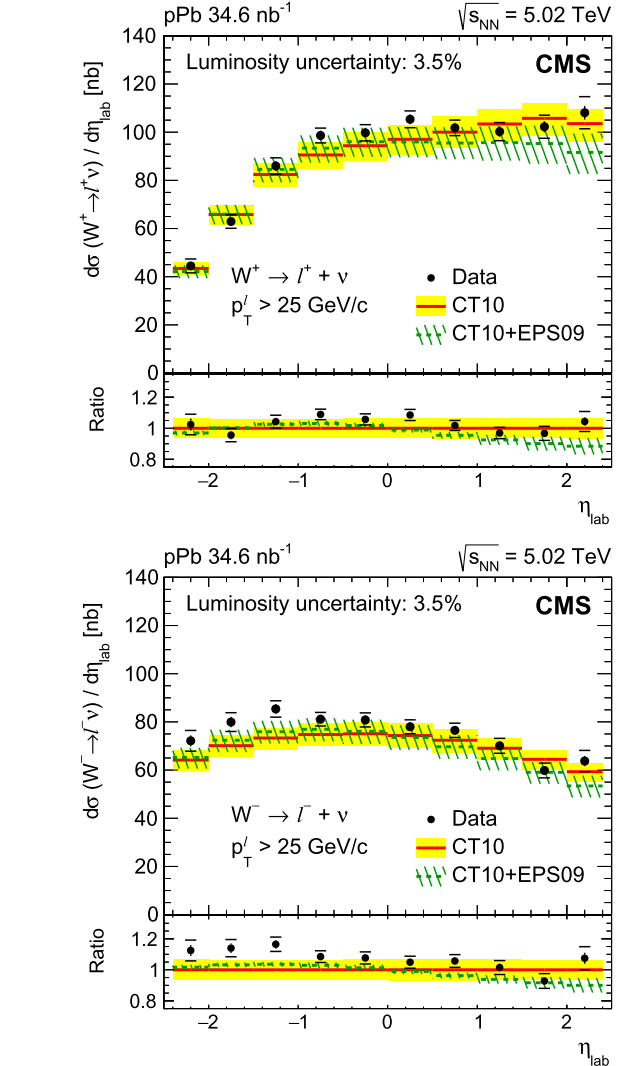 pPb 34.6 nb⁻¹ √sNN = 5.02 TeV
140
Luminosity uncertainty: 3.5% CMS
120
100
80
60
40
20
0
dσ (W⁺→l⁺ν) / dηlab [nb]
W⁺ → l⁺ + ν
pTˡ > 25 GeV/c
Data
CT10
CT10+EPS09
Ratio
1.2
1
0.8
−2 −1 0 1 2
ηlab
pPb 34.6 nb⁻¹ √sNN = 5.02 TeV
140
Luminosity uncertainty: 3.5% CMS
120
100
80
60
40
20
0
dσ (W⁻→l⁻ν) / dηlab [nb]
W⁻ → l⁻ + ν
pTˡ > 25 GeV/c
Data
CT10
CT10+EPS09
Ratio
1.2
1
0.8
−2 −1 0 1 2
ηlab